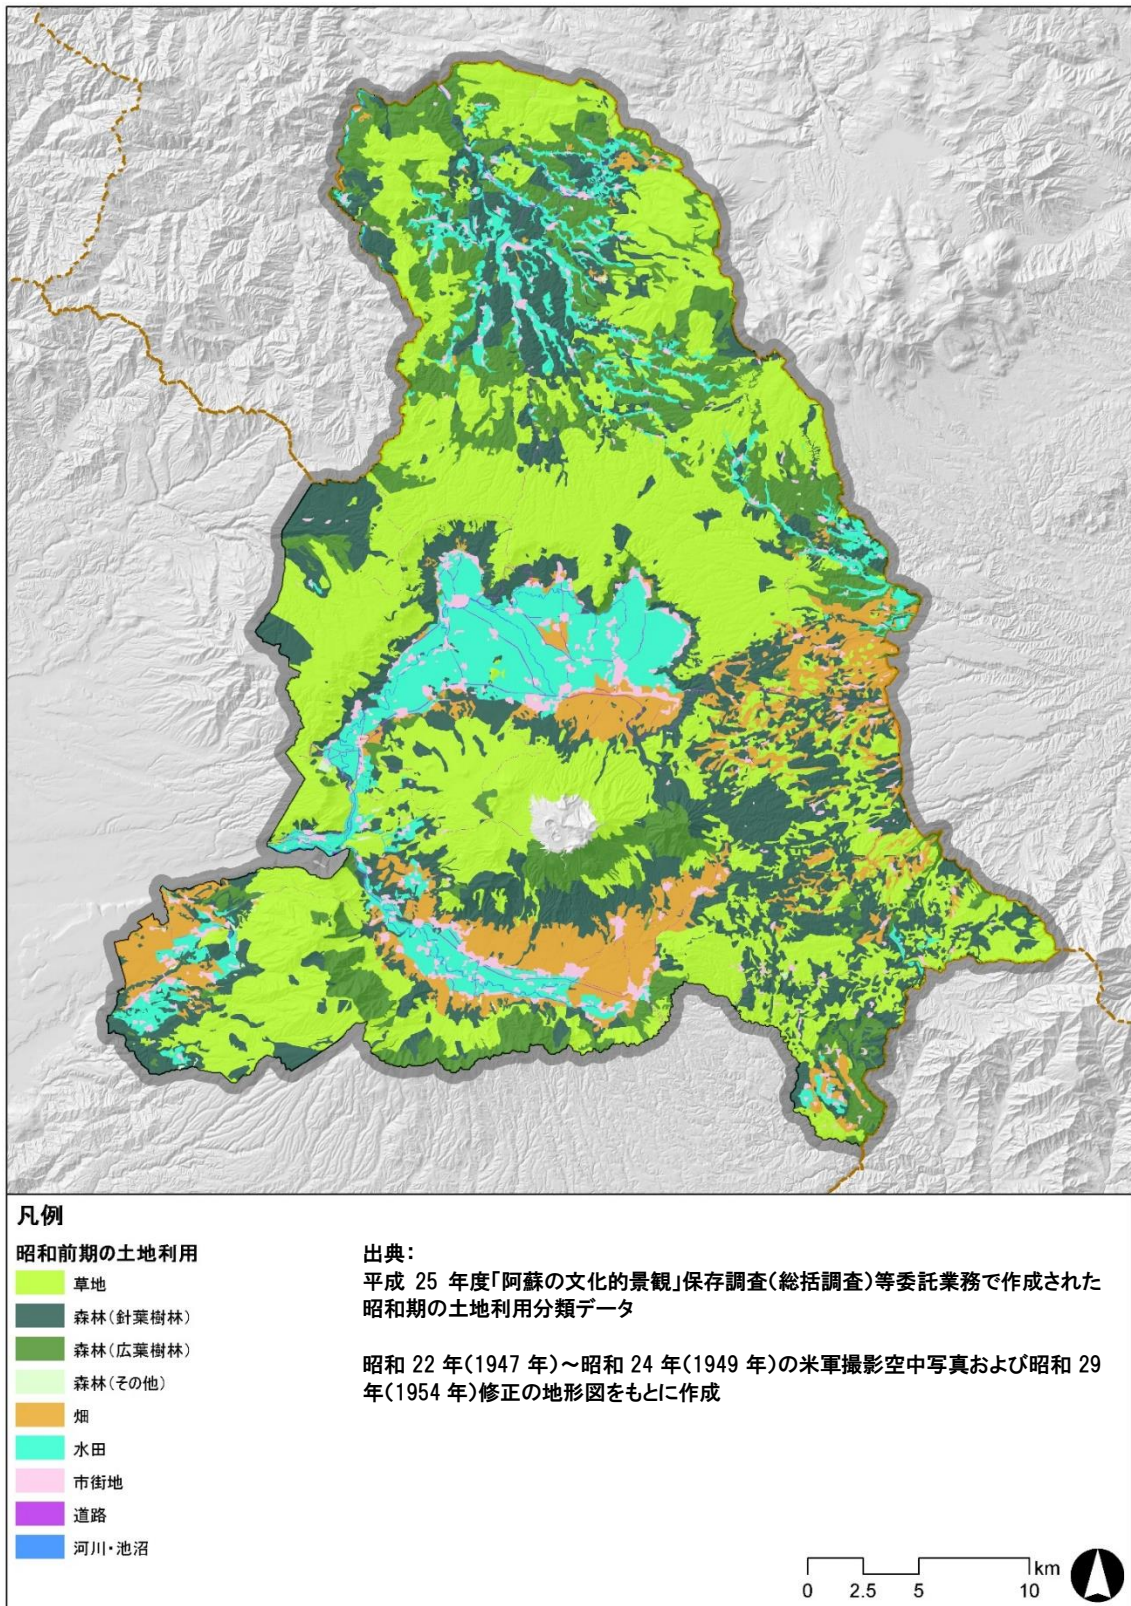 凡例
昭和前期の土地利用
草地
森林(針葉樹林)
森林(広葉樹林)
森林(その他)
畑
水田
市街地
道路
河川・池沼
出典:
平成 25 年度「阿蘇の文化的景観」保存調査(総括調査)等委託業務で作成された
昭和期の土地利用分類データ
昭和 22 年(1947 年)~昭和 24 年(1949 年)の米軍撮影空中写真および昭和 29
年(1954 年)修正の地形図をもとに作成
km
0 2.5 5 10